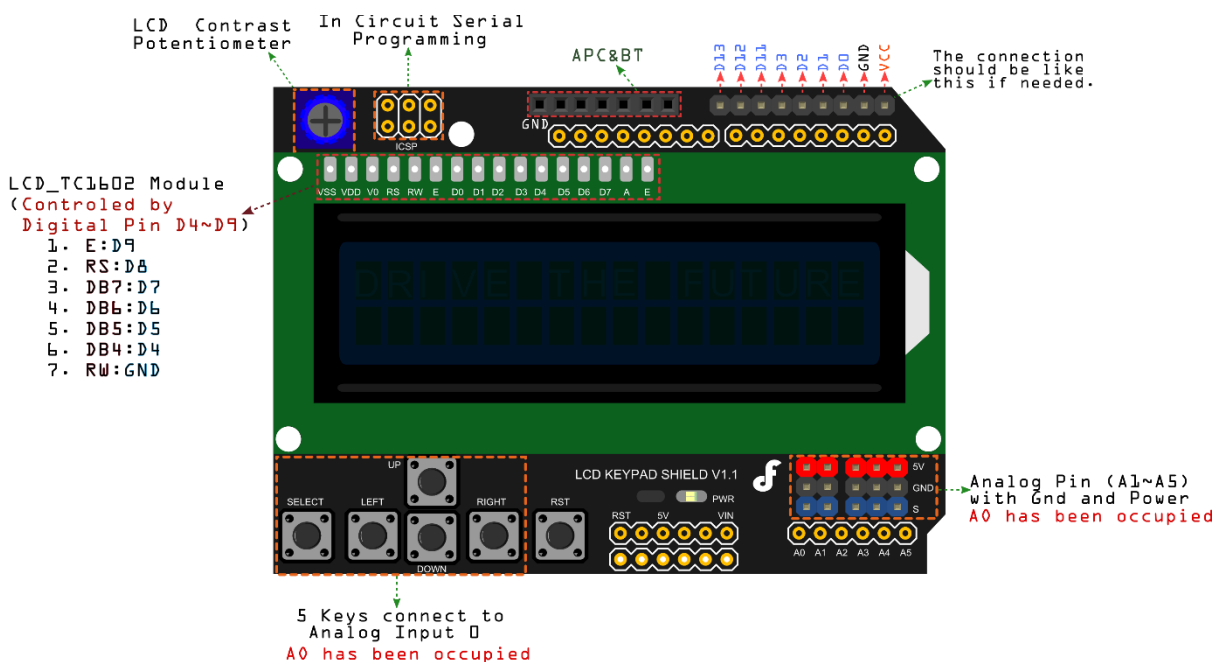 LCD Contrast
Potentiometer
In Circuit Serial
Programming
APC&BT
D13
D12
D11
D3
D2
D1
D0
GND
VCC
The connection
should be like
this if needed.
GND
ICSP
VSS VDD V0 RS RW E D0 D1 D2 D3 D4 D5 D6 D7 A E
LCD_TC1602 Module
(Controled by
Digital Pin D4~D9)
1. E:D9
2. RS:D8
3. DB7:D7
4. DB6:D6
5. DB5:D5
6. DB4:D4
7. RW:GND
DRIVE THE FUTURE
UP
SELECT LEFT RIGHT RST
DOWN
LCD KEYPAD SHIELD V1.1
PWR
RST 5V VIN
5V
GND
S
A0 A1 A2 A3 A4 A5
Analog Pin (A1~A5)
with Gnd and Power
A0 has been occupied
5 Keys connect to
Analog Input 0
A0 has been occupied